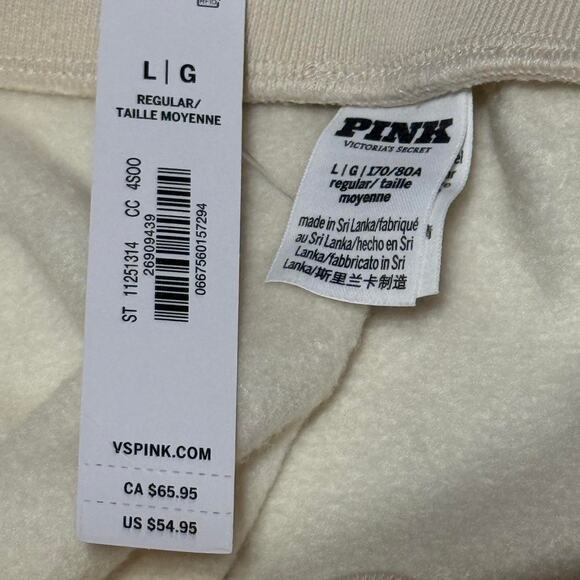 L | G
REGULAR/
TAILLE MOYENNE
ST 11251314 CC 4S00
26909439
0667560157294
VSPINK.COM
CA $65.95
US $54.95
PINK
VICTORIA'S SECRET
L | G | 170/80A
regular/ taille
moyenne
made in Sri Lanka/fabriqué
au Sri Lanka/hecho en Sri
Lanka/fabbricato in Sri
Lanka/斯里兰卡制造